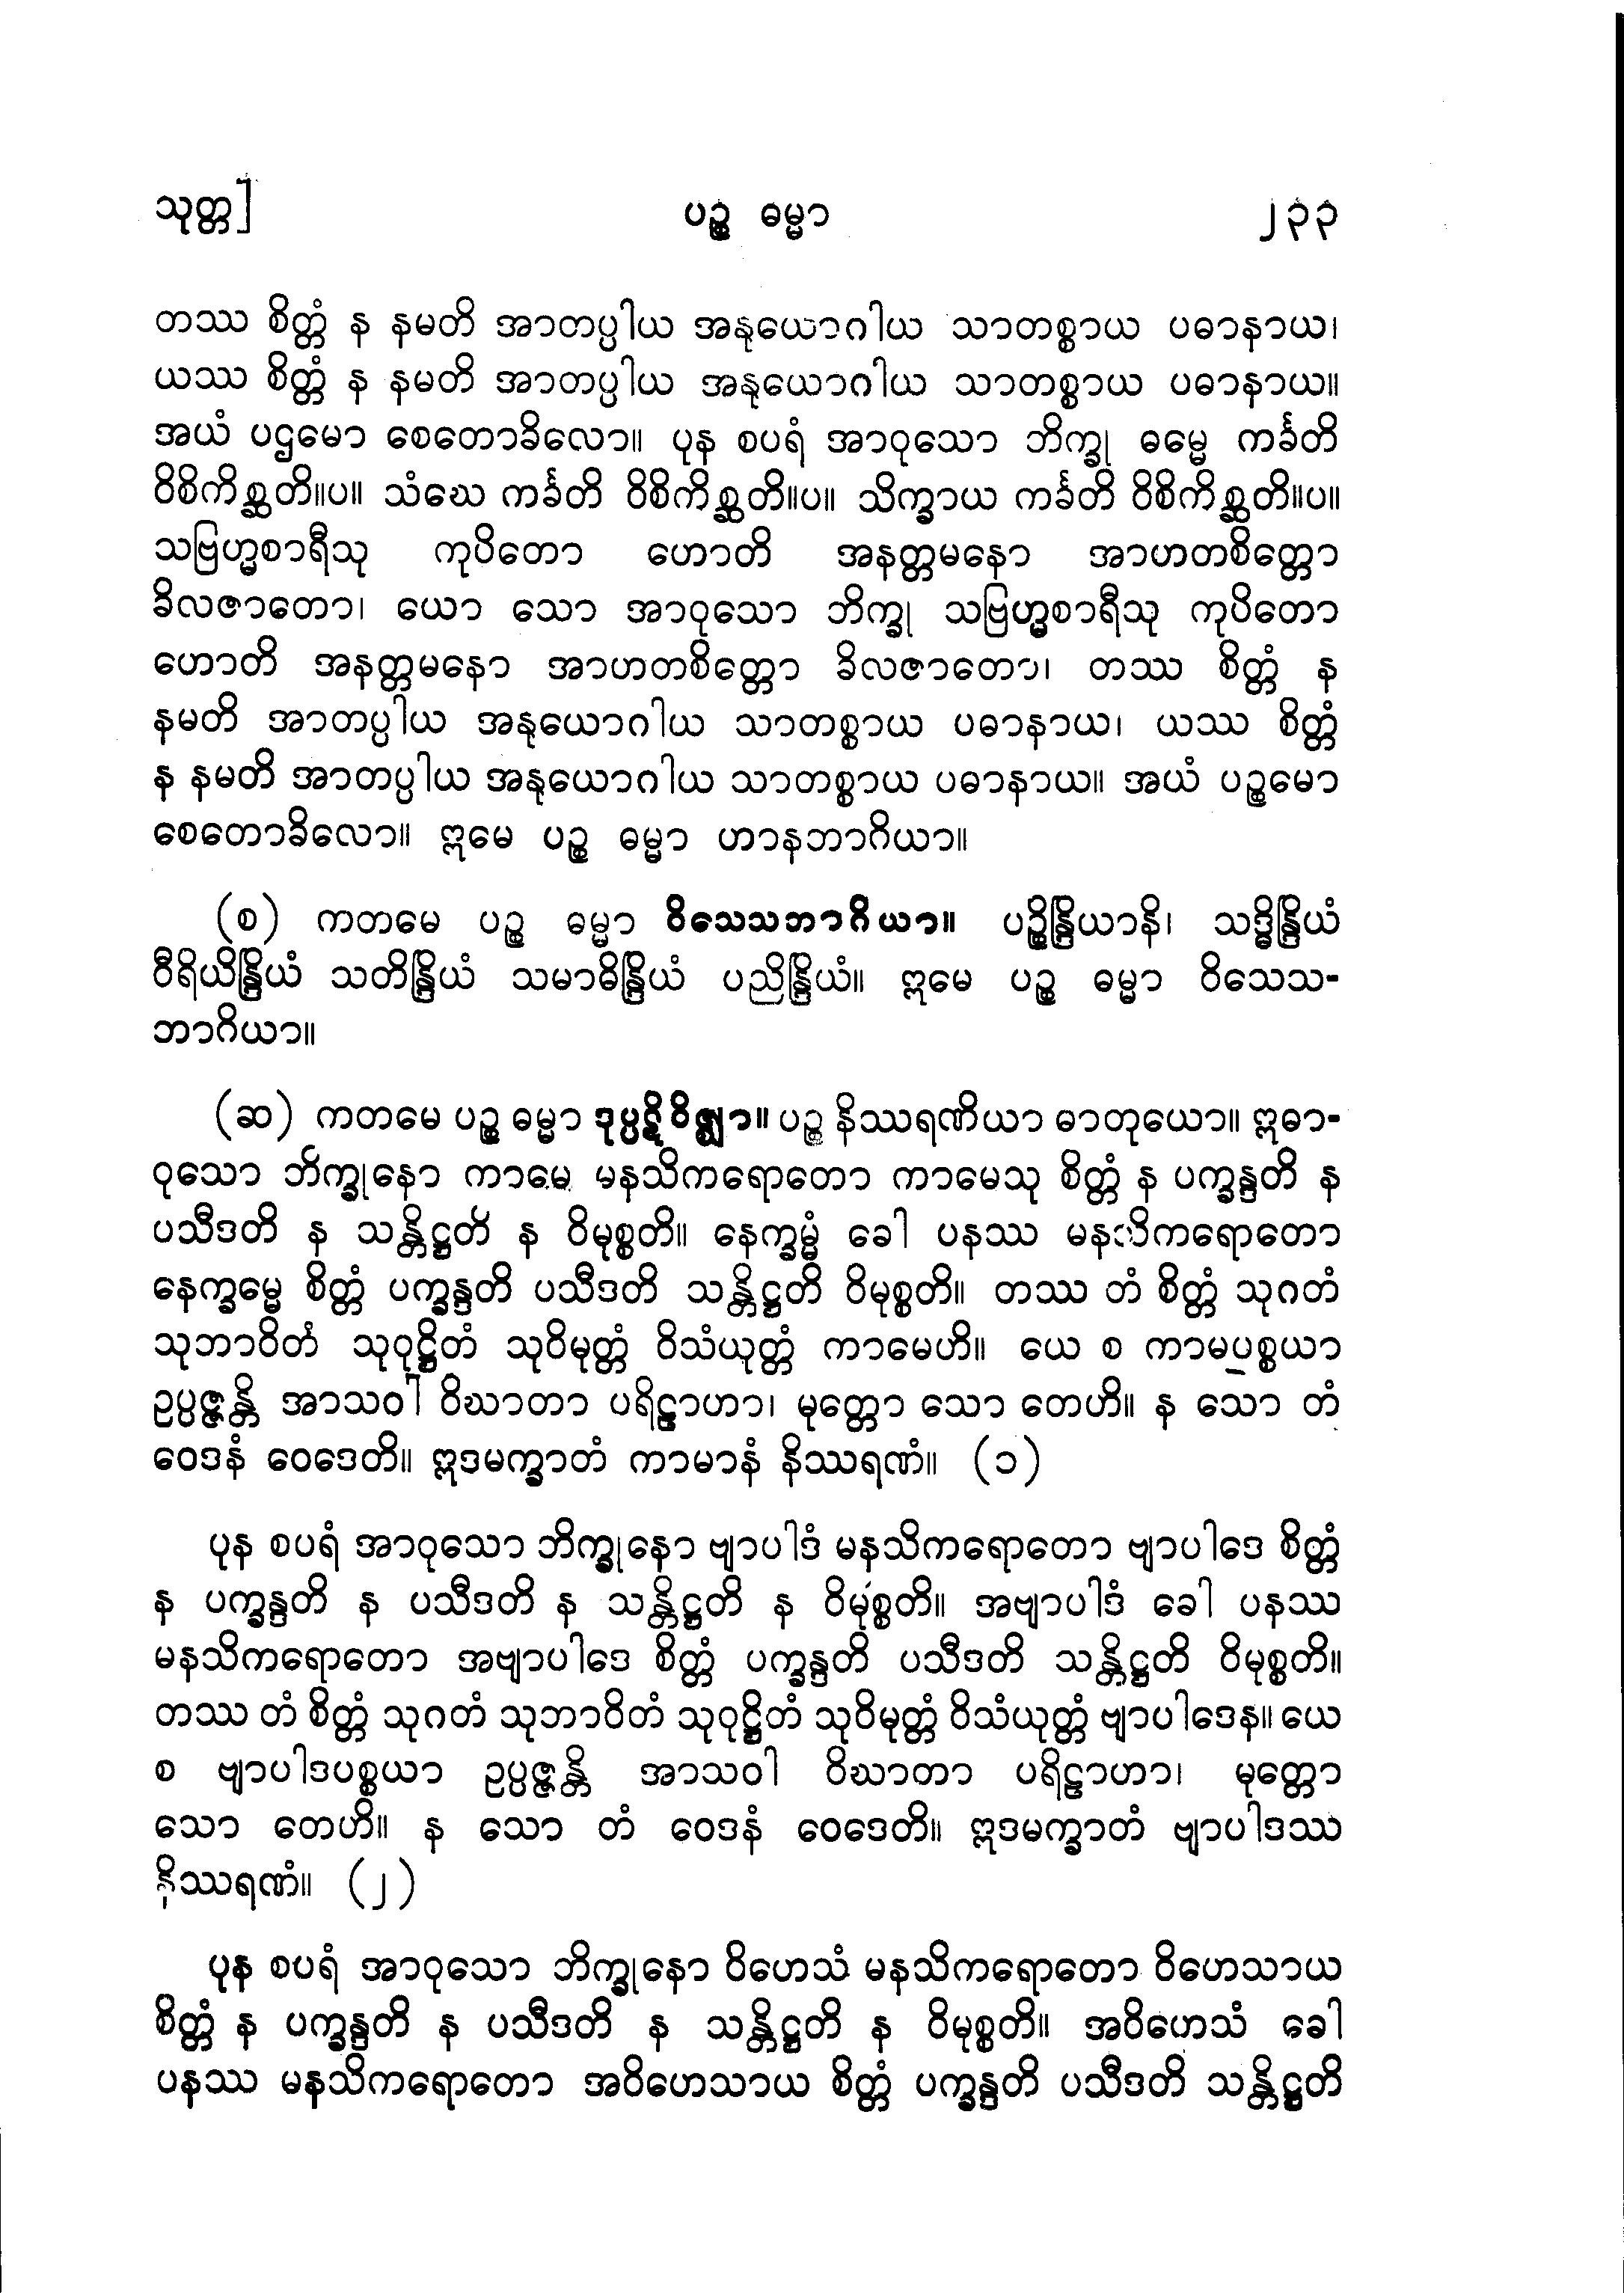 သုတ္တ] ပဉ္စ ဓမ္မာ ၂၃၃
တဿ စိတ္တံ န နမတိ အာတပ္ပါယ အနုယောဂါယ သာတစ္စာယ ပဓာနာယ၊
ယဿ စိတ္တံ န နမတိ အာတပ္ပါယ အနုယောဂါယ သာတစ္စာယ ပဓာနာယ။
အယံ ပဌမော စေတောခိလော။ ပုန စပရံ အာဝုသော ဘိက္ခု ဓမ္မေ ကင်္ခတိ
ဝိစိကိစ္ဆတိ။ပ။ သံဃေ ကင်္ခတိ ဝိစိကိစ္ဆတိ။ပ။ သိက္ခာယ ကင်္ခတိ ဝိစိကိစ္ဆတိ။ပ။
သဗြဟ္မစာရီသု ကုပိတော ဟောတိ အနတ္တမနော အာဟတစိတ္တော
ခိလဇာတော၊ ယော သော အာဝုသော ဘိက္ခု သဗြဟ္မစာရီသု ကုပိတော
ဟောတိ အနတ္တမနော အာဟတစိတ္တော ခိလဇာတော၊ တဿ စိတ္တံ န
နမတိ အာတပ္ပါယ အနုယောဂါယ သာတစ္စာယ ပဓာနာယ၊ ယဿ စိတ္တံ
န နမတိ အာတပ္ပါယ အနုယောဂါယ သာတစ္စာယ ပဓာနာယ။ အယံ ပဉ္စမော
စေတောခိလော။ ဣမေ ပဉ္စ ဓမ္မာ ဟာနဘာဂိယာ။
(စ) ကတမေ ပဉ္စ ဓမ္မာ ဝိသေသဘာဂိယာ။ ပဉ္စိန္ဒြိယာနိ၊ သဒ္ဓိန္ဒြိယံ
ဝီရိယိန္ဒြိယံ သတိန္ဒြိယံ သမာဓိန္ဒြိယံ ပညိန္ဒြိယံ။ ဣမေ ပဉ္စ ဓမ္မာ ဝိသေသ-
ဘာဂိယာ။
(ဆ) ကတမေ ပဉ္စ ဓမ္မာ ဒုပ္ပဋိဝိဇ္ဈာ။ ပဉ္စ နိဿရဏိယာ ဓာတုယော။ ဣဓာ-
ဝုသော ဘိက္ခုနော ကာမေ မနသိကရောတော ကာမေသု စိတ္တံ န ပက္ခန္ဒတိ န
ပသီဒတိ န သန္တိဋ္ဌတိ န ဝိမုစ္စတိ။ နေက္ခမ္မံ ခေါ ပနဿ မနသိကရောတော
နေက္ခမ္မေ စိတ္တံ ပက္ခန္ဒတိ ပသီဒတိ သန္တိဋ္ဌတိ ဝိမုစ္စတိ။ တဿ တံ စိတ္တံ သုဂတံ
သုဘာဝိတံ သုဝုဋ္ဌိတံ သုဝိမုတ္တံ ဝိသံယုတ္တံ ကာမေဟိ။ ယေ စ ကာမပစ္စယာ
ဥပ္ပဇ္ဇန္တိ အာသဝါ ဝိဃာတာ ပရိဠာဟာ၊ မုတ္တော သော တေဟိ။ န သော တံ
ဝေဒနံ ဝေဒေတိ။ ဣဒမက္ခာတံ ကာမာနံ နိဿရဏံ။ (၁)
ပုန စပရံ အာဝုသော ဘိက္ခုနော ဗျာပါဒံ မနသိကရောတော ဗျာပါဒေ စိတ္တံ
န ပက္ခန္ဒတိ န ပသီဒတိ န သန္တိဋ္ဌတိ န ဝိမုစ္စတိ။ အဗျာပါဒံ ခေါ ပနဿ
မနသိကရောတော အဗျာပါဒေ စိတ္တံ ပက္ခန္ဒတိ ပသီဒတိ သန္တိဋ္ဌတိ ဝိမုစ္စတိ။
တဿ တံ စိတ္တံ သုဂတံ သုဘာဝိတံ သုဝုဋ္ဌိတံ သုဝိမုတ္တံ ဝိသံယုတ္တံ ဗျာပါဒေန။ ယေ
စ ဗျာပါဒပစ္စယာ ဥပ္ပဇ္ဇန္တိ အာသဝါ ဝိဃာတာ ပရိဠာဟာ၊ မုတ္တော
သော တေဟိ။ န သော တံ ဝေဒနံ ဝေဒေတိ။ ဣဒမက္ခာတံ ဗျာပါဒဿ
နိဿရဏံ။ (၂)
ပုန စပရံ အာဝုသော ဘိက္ခုနော ဝိဟေသံ မနသိကရောတော ဝိဟေသာယ
စိတ္တံ န ပက္ခန္ဒတိ န ပသီဒတိ န သန္တိဋ္ဌတိ န ဝိမုစ္စတိ။ အဝိဟေသံ ခေါ
ပနဿ မနသိကရောတော အဝိဟေသာယ စိတ္တံ ပက္ခန္ဒတိ ပသီဒတိ သန္တိဋ္ဌတိ